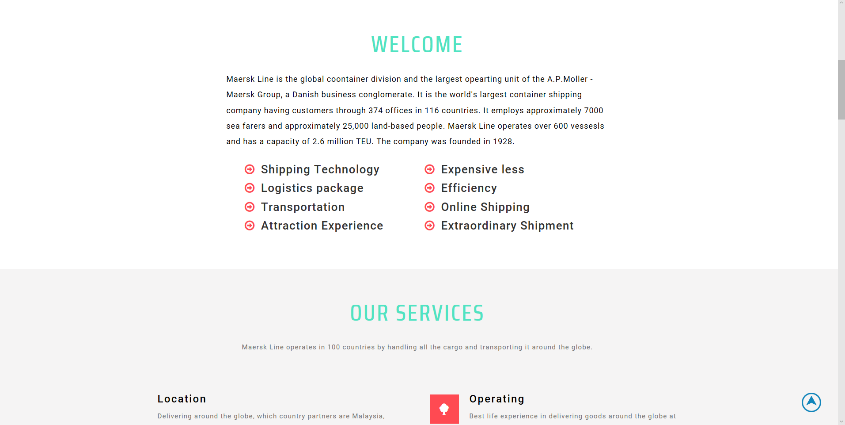 WELCOME
Maersk Line is the global coontainer division and the largest opearting unit of the A.P.Moller -
Maersk Group, a Danish business conglomerate. It is the world's largest container shipping
company having customers through 374 offices in 116 countries. It employs approximately 7000
sea farers and approximately 25,000 land-based people. Maersk Line operates over 600 vessesls
and has a capacity of 2.6 million TEU. The company was founded in 1928.
Shipping Technology
Logistics package
Transportation
Attraction Experience
Expensive less
Efficiency
Online Shipping
Extraordinary Shipment
OUR SERVICES
Maersk Line operates in 100 countries by handling all the cargo and transporting it around the globe.
Location
Delivering around the globe, which country partners are Malaysia,
Operating
Best life experience in delivering goods around the globe at